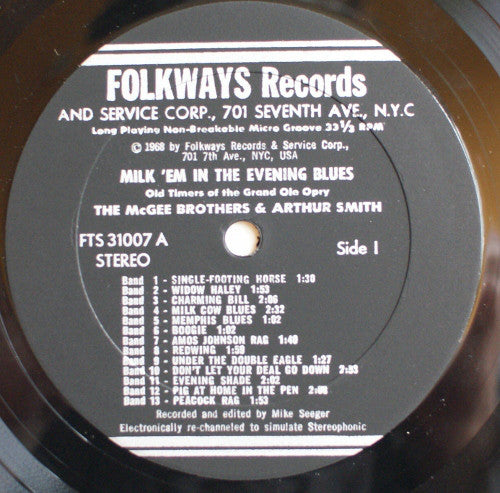 FOLKWAYS Records
AND SERVICE CORP., 701 SEVENTH AVE., N.Y.C
Long Playing Non-Breakable Micro Groove 33⅓ RPM
© 1968 by Folkways Records & Service Corp.,
701 7th Ave., NYC, USA
MILK 'EM IN THE EVENING BLUES
Old Timers of the Grand Ole Opry
THE McGEE BROTHERS & ARTHUR SMITH
FTS 31007 A
STEREO
Side 1
Band 1 - SINGLE-FOOTING HORSE 1:30
Band 2 - WIDOW HALEY 1:53
Band 3 - CHARMING BILL 2:06
Band 4 - MILK COW BLUES 2:32
Band 5 - MEMPHIS BLUES 1:02
Band 6 - BOOGIE 1:02
Band 7 - AMOS JOHNSON RAG 1:40
Band 8 - REDWING 1:59
Band 9 - UNDER THE DOUBLE EAGLE 1:27
Band 10 - DON'T LET YOUR DEAL GO DOWN 2:33
Band 11 - EVENING SHADE 2:02
Band 12 - PIG AT HOME IN THE PEN
Band 13 - PEACOCK RAG 1:53
Recorded and edited by Mike Seeger
Electronically re-channeled to simulate Stereophonic